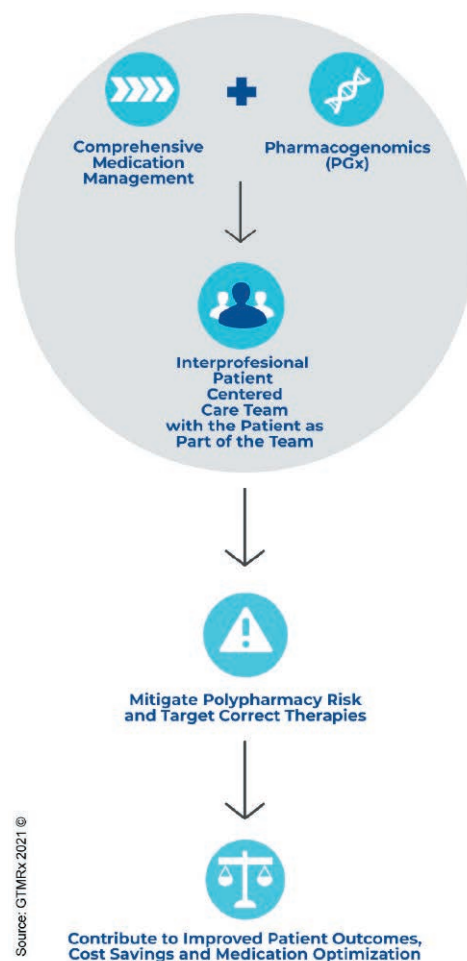 Comprehensive
Medication
Management
Pharmacogenomics
(PGx)
Interprofesional
Patient
Centered
Care Team
with the Patient as
Part of the Team
Mitigate Polypharmacy Risk
and Target Correct Therapies
Contribute to Improved Patient Outcomes,
Cost Savings and Medication Optimization
Source: GTMRx 2021 ©